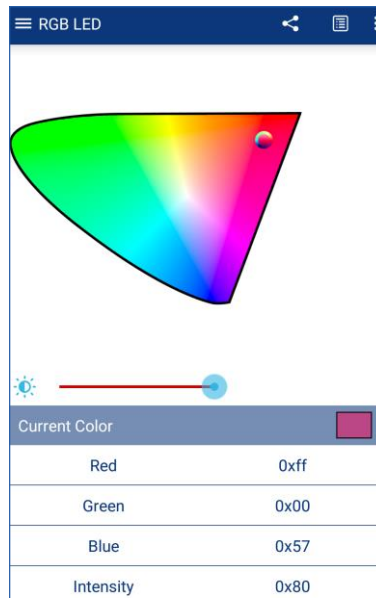 RGB LED
Current Color
Red 0xff
Green 0x00
Blue 0x57
Intensity 0x80